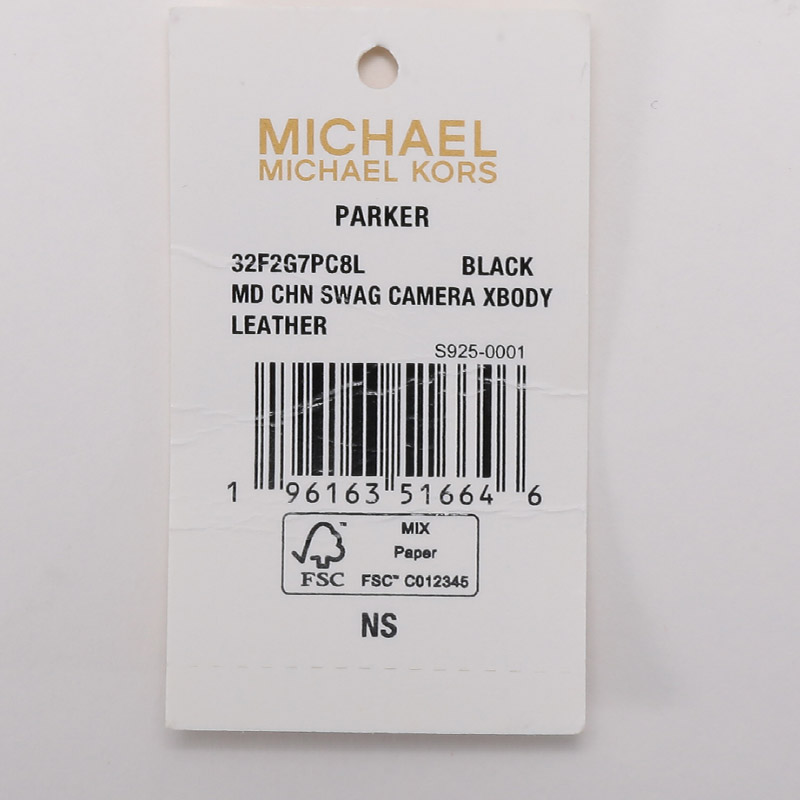 MICHAEL
MICHAEL KORS
PARKER
32F2G7PC8L BLACK
MD CHN SWAG CAMERA XBODY
LEATHER
S925-0001
1 96163 51664 6
FSC™
MIX
Paper
FSC™ C012345
NS